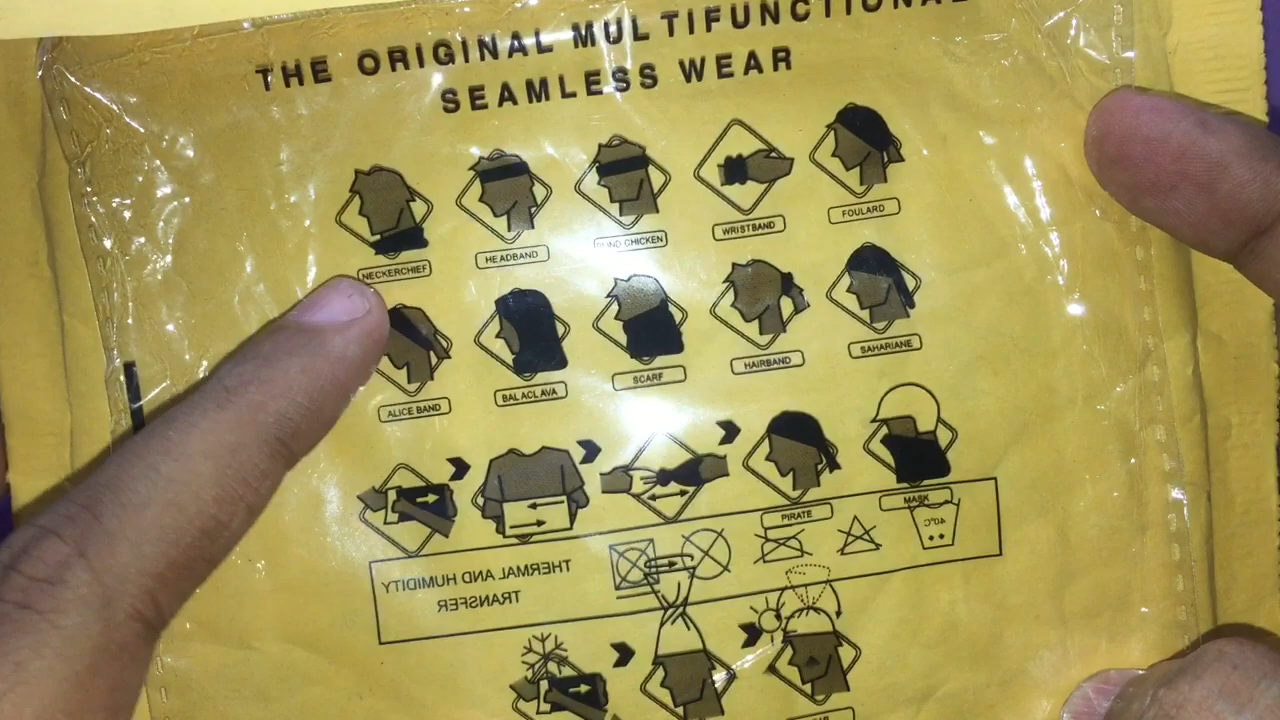 THE ORIGINAL MULTIFUNCTIONAL
SEAMLESS WEAR
NECKERCHIEF
HEADBAND
BLIND CHICKEN
WRISTBAND
FOULARD
ALICE BAND
BALACLAVA
SCARF
HAIRBAND
SAHARIANE
PIRATE
MASK
40°C
THERMAL AND HUMIDITY
TRANSFER